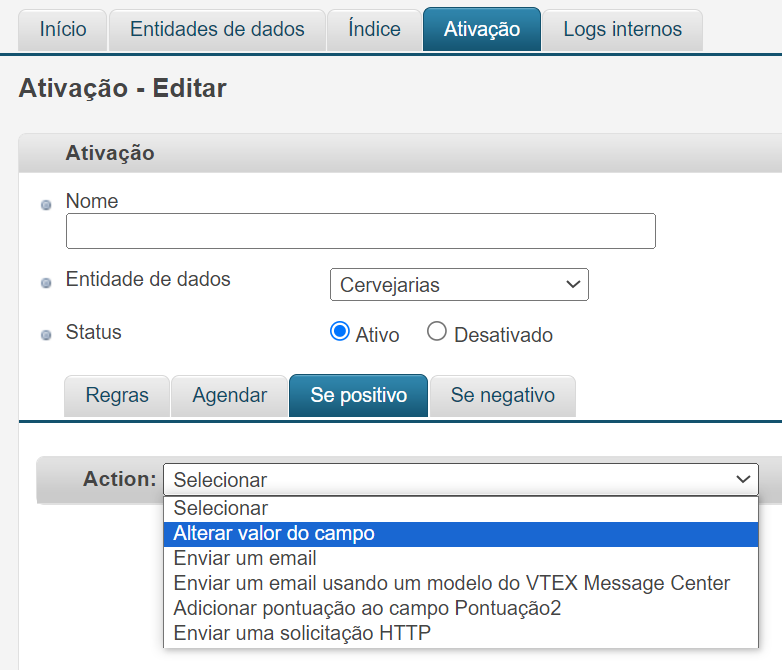 Início Entidades de dados Índice Ativação Logs internos
Ativação - Editar
Ativação
Nome
Entidade de dados Cervejarias
Status Ativo Desativado
Regras Agendar Se positivo Se negativo
Action: Selecionar
Selecionar
Alterar valor do campo
Enviar um email
Enviar um email usando um modelo do VTEX Message Center
Adicionar pontuação ao campo Pontuação2
Enviar uma solicitação HTTP